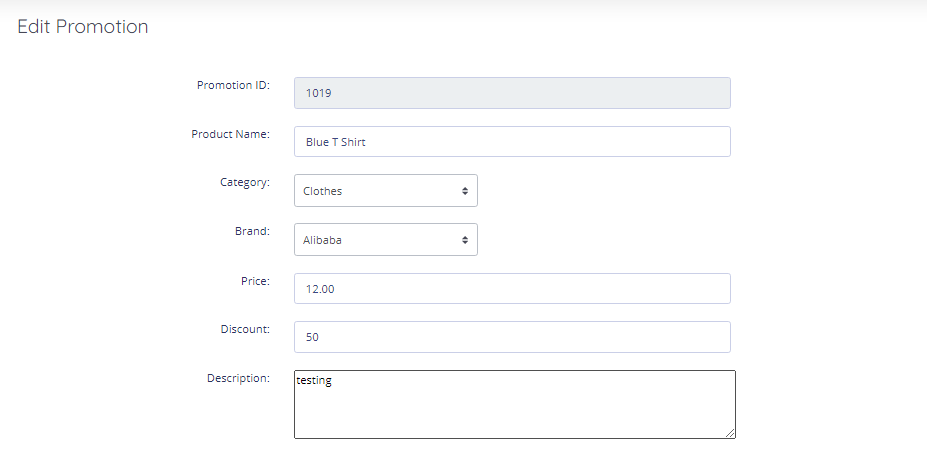 Edit Promotion
Promotion ID: 1019
Product Name: Blue T Shirt
Category: Clothes
Brand: Alibaba
Price: 12.00
Discount: 50
Description: testing